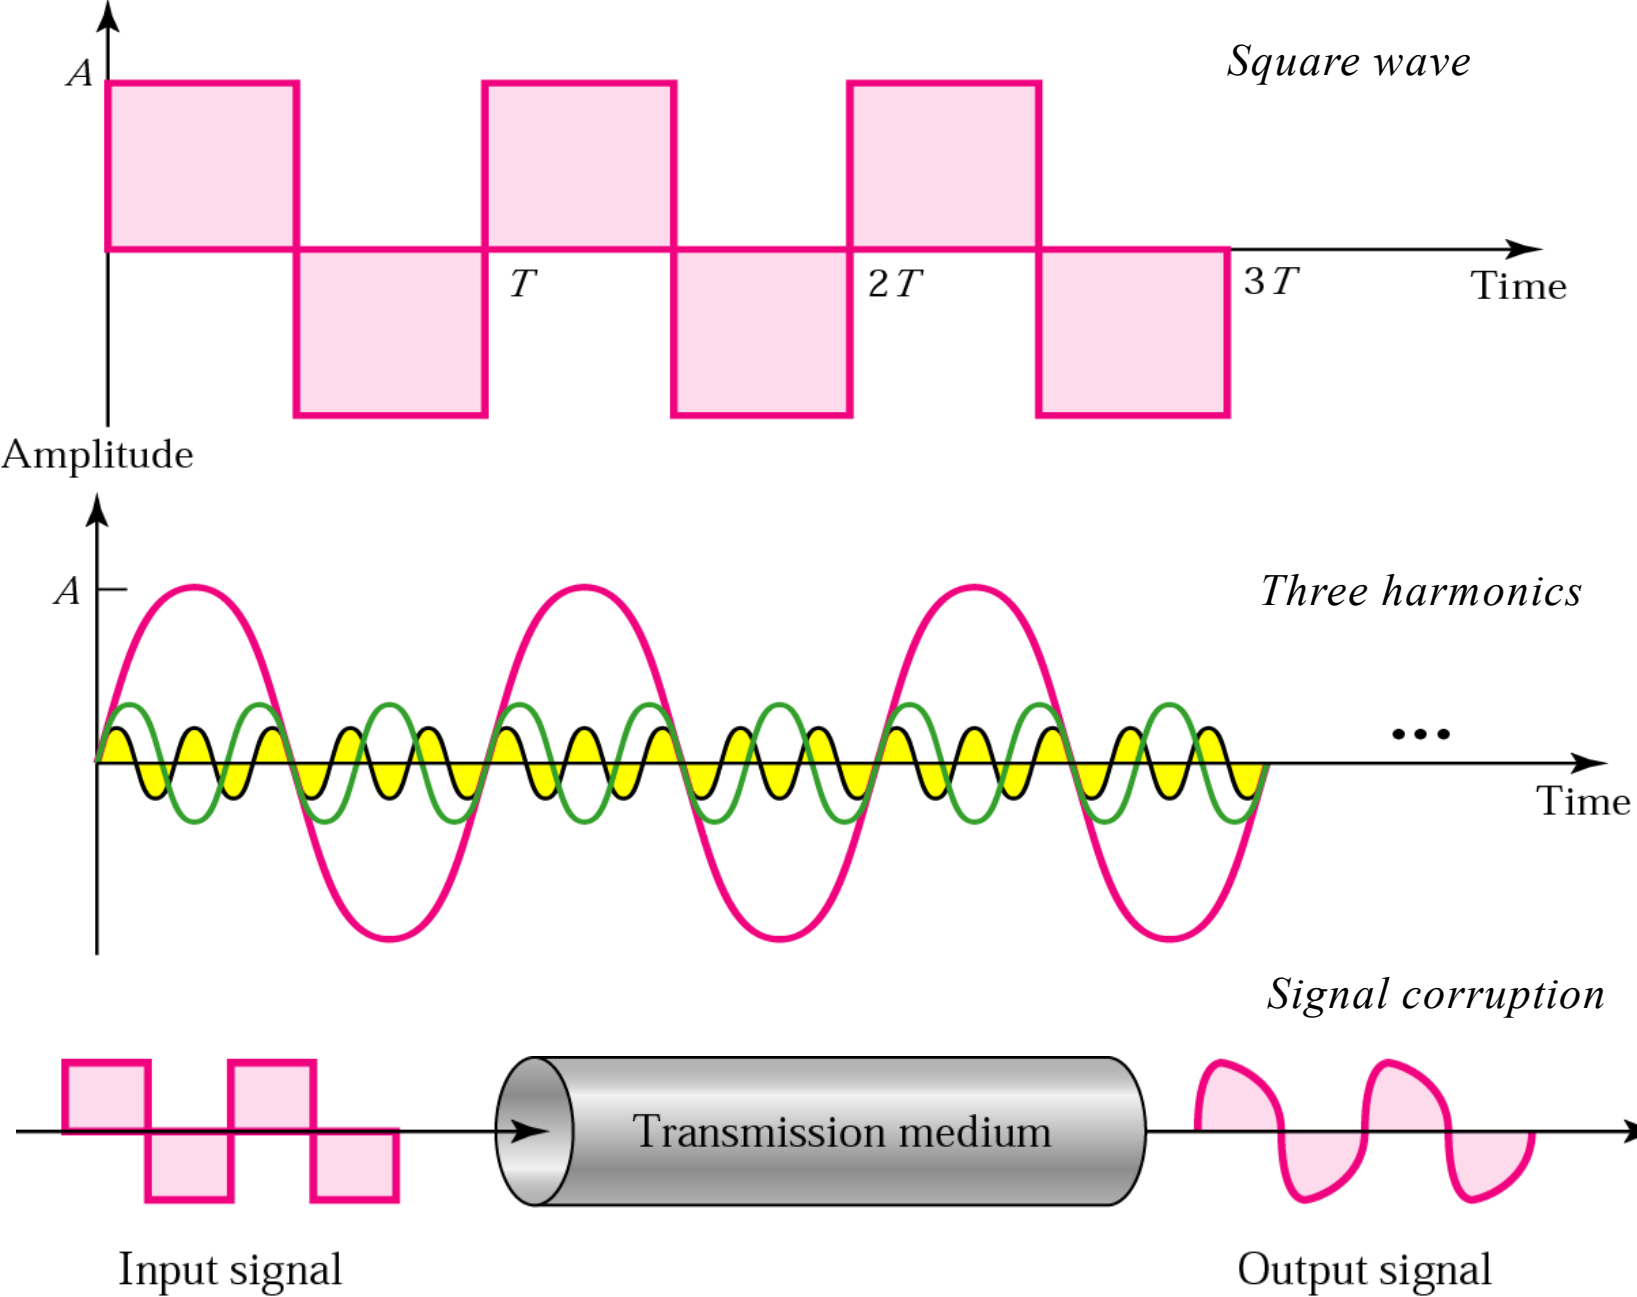 A
Square wave
T
2T
3T
Time
Amplitude
A
Three harmonics
...
Time
Signal corruption
Transmission medium
Input signal
Output signal